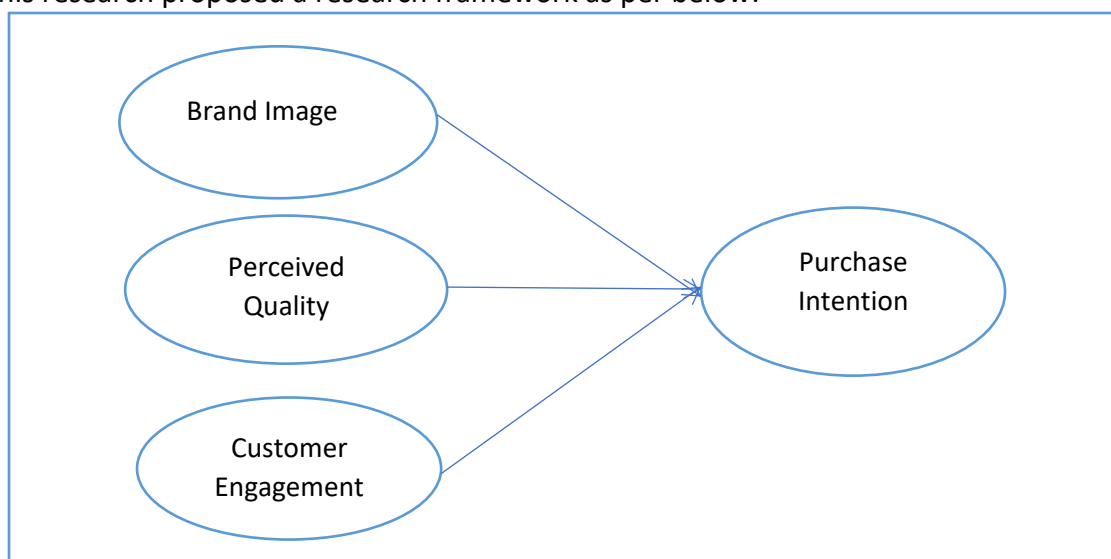 his research proposed a research framework as per below:
Brand Image
Perceived
Quality
Customer
Engagement
Purchase
Intention